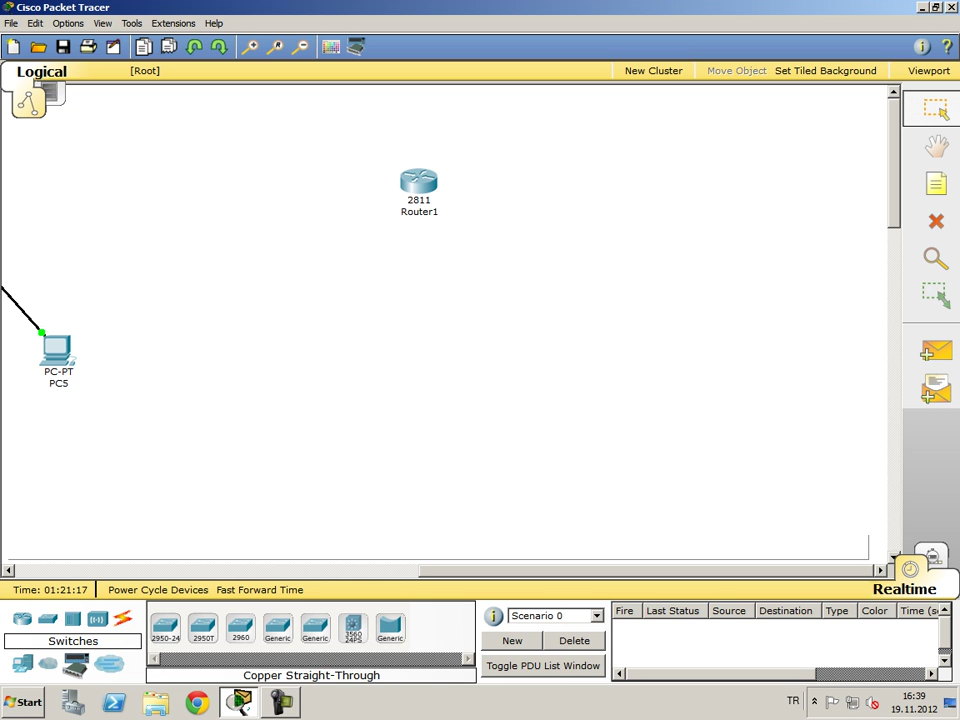 Cisco Packet Tracer
File Edit Options View Tools Extensions Help
Logical [Root] New Cluster Move Object Set Tiled Background Viewport
2811
Router1
PC-PT
PC5
Time: 01:21:17 Power Cycle Devices Fast Forward Time Realtime
Switches
2950-24 2950T 2960 Generic Generic 3560 24PS Generic
Copper Straight-Through
Scenario 0
New Delete
Toggle PDU List Window
Fire Last Status Source Destination Type Color Time (s
Start
TR 16:39
19.11.2012